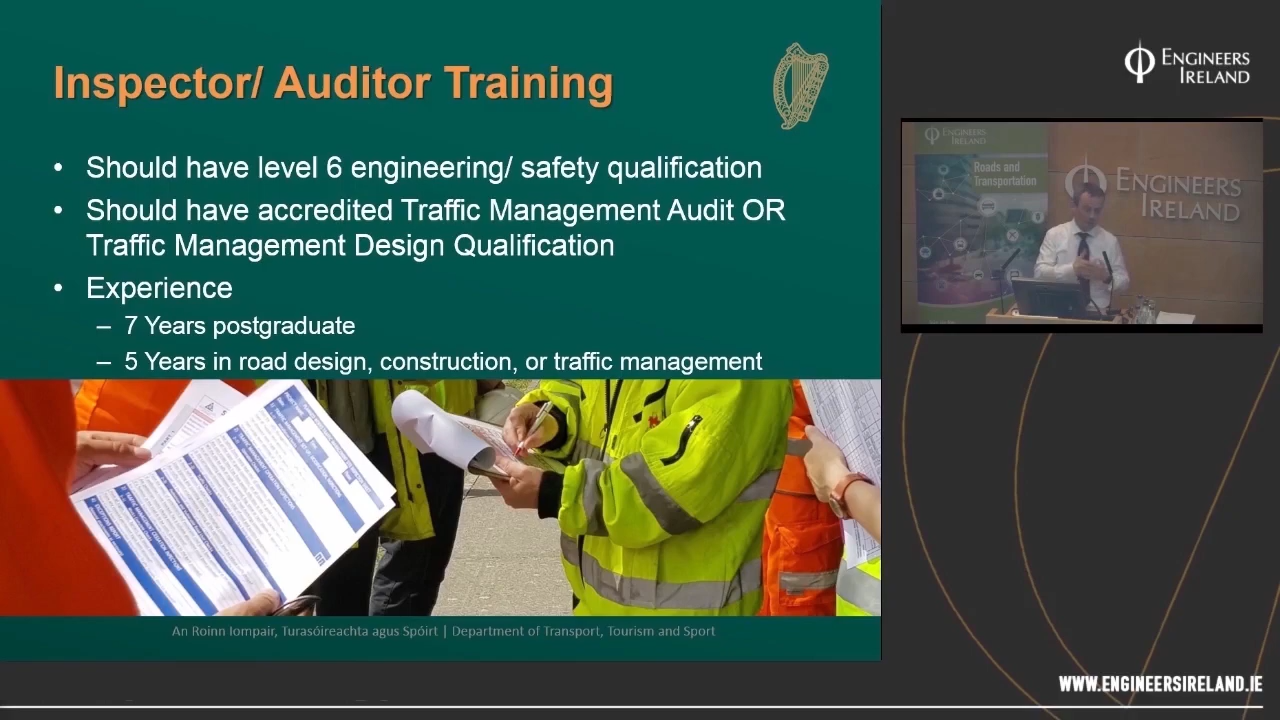 Inspector/ Auditor Training
• Should have level 6 engineering/ safety qualification
• Should have accredited Traffic Management Audit OR
Traffic Management Design Qualification
• Experience
– 7 Years postgraduate
– 5 Years in road design, construction, or traffic management
An Roinn Iompair, Turasóireachta agus Spóirt | Department of Transport, Tourism and Sport
ENGINEERS
IRELAND
ENGINEERS
IRELAND
Roads and
Transportation
ENGINEERS
IRELAND
WWW.ENGINEERSIRELAND.IE